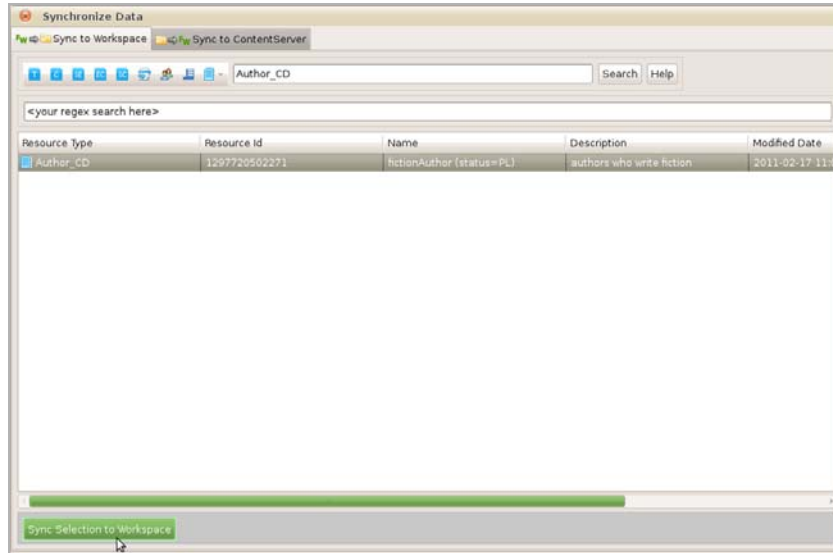 Synchronize Data
Sync to Workspace Sync to ContentServer
Author_CD Search Help
<your regex search here>
Resource Type Resource Id Name Description Modified Date
Author_CD 1297720502271 fictionAuthor (status=PL) authors who write fiction 2011-02-17 11:
Sync Selection to Workspace